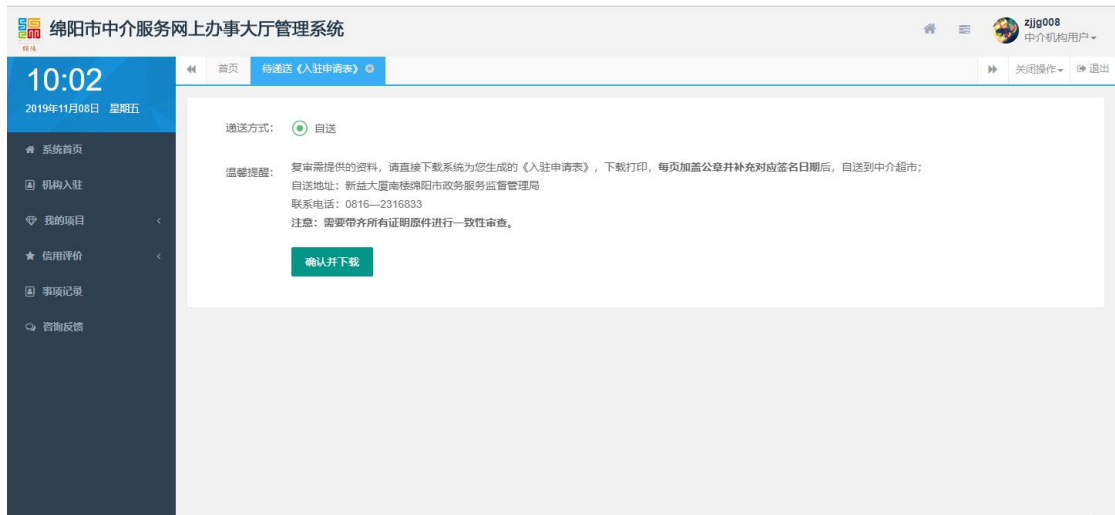 绵阳市中介服务网上办事大厅管理系统
zjjg008
中介机构用户
10:02
2019年11月08日 星期五
首页
待递送《入驻申请表》
关闭操作
退出
系统首页
机构入驻
我的项目
信用评价
事项记录
咨询反馈
递送方式： 自送
温馨提醒： 复审需提供的资料，请直接下载系统为您生成的《入驻申请表》，下载打印，每页加盖公章并补充对应签名日期后，自送到中介超市；
自送地址：新益大厦南楼绵阳市政务服务监督管理局
联系电话：0816—2316833
注意：需要带齐所有证明原件进行一致性审查。
确认并下载